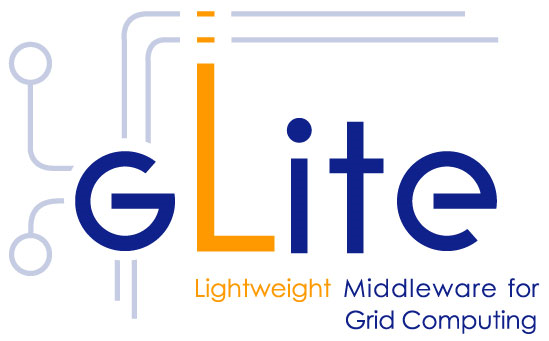 gLite
Lightweight Middleware for
Grid Computing